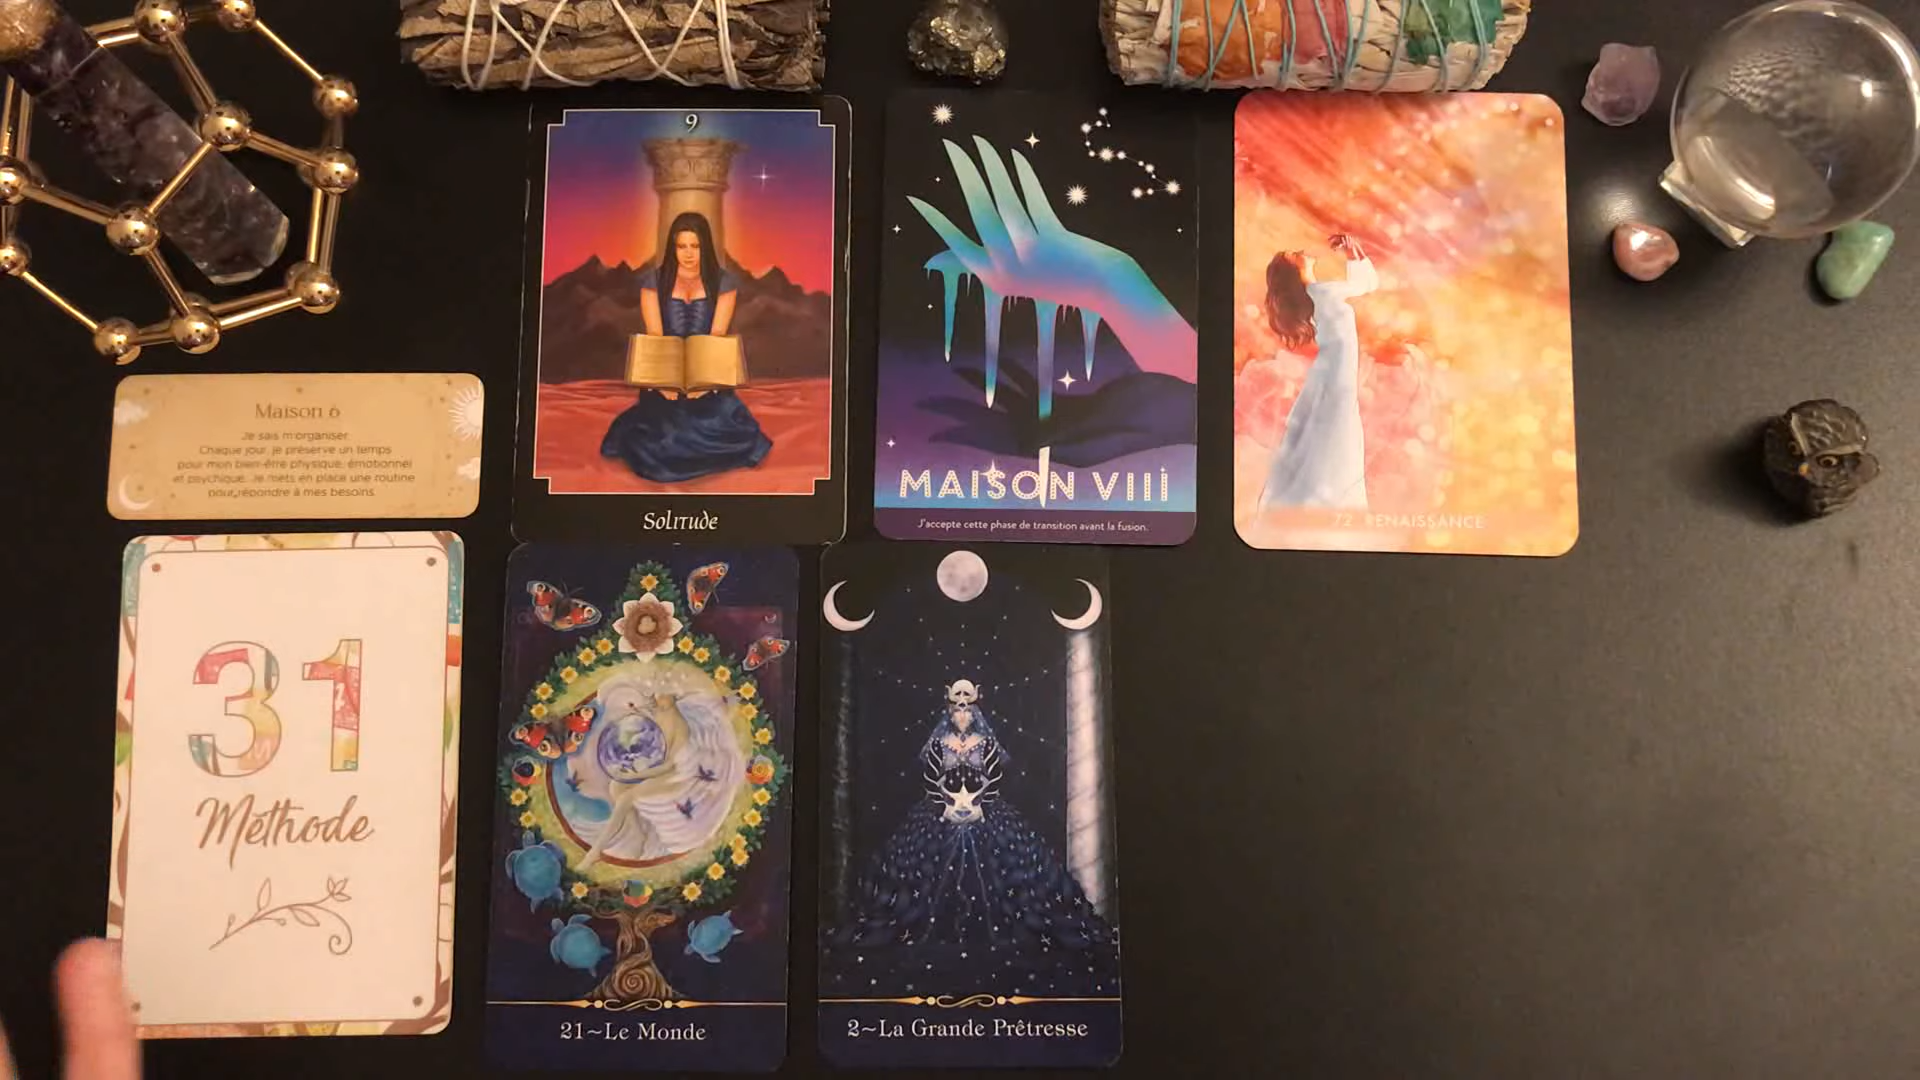 9
Solitude
MAISON VIII
J'accepte cette phase de transition avant la fusion.
72 RENAISSANCE
Maison 6
Je sais m'organiser.
Chaque jour, je préserve un temps
pour mon bien-être physique, émotionnel
et psychique. Je mets en place une routine
pour répondre à mes besoins.
31
Méthode
21~Le Monde
2~La Grande Prêtresse